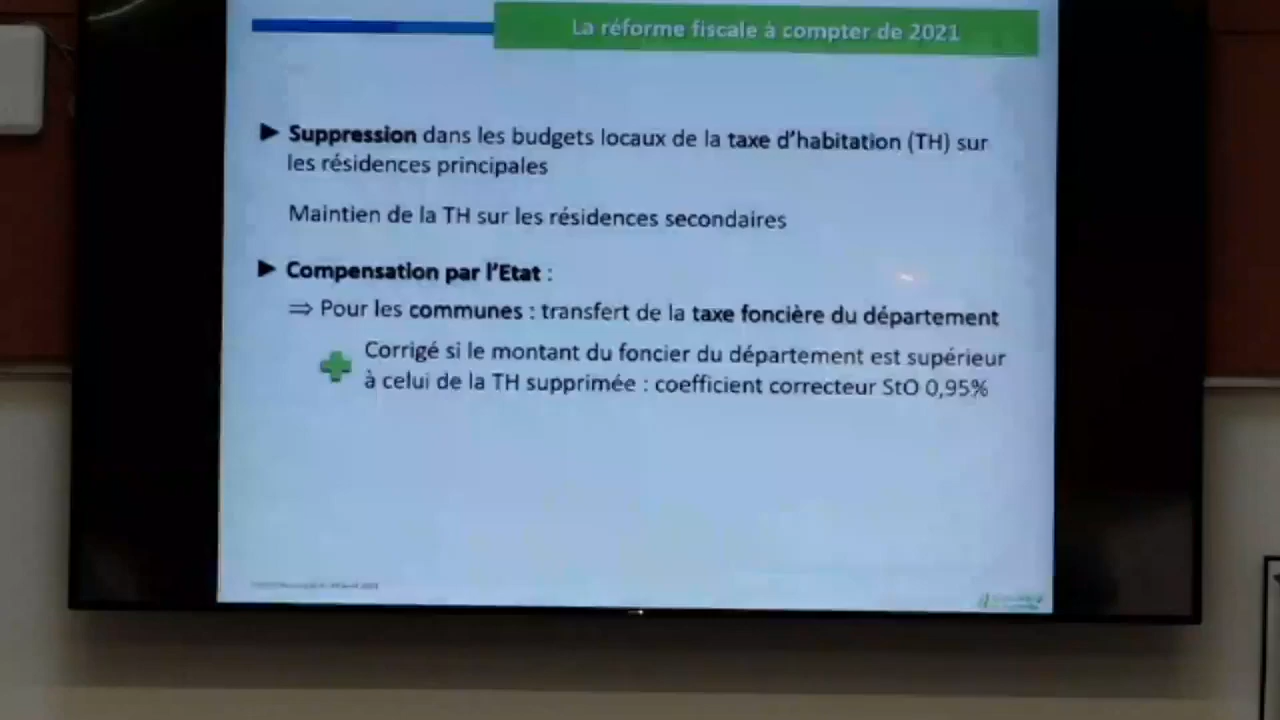 La réforme fiscale à compter de 2021
► Suppression dans les budgets locaux de la taxe d'habitation (TH) sur
les résidences principales
Maintien de la TH sur les résidences secondaires
► Compensation par l'Etat :
⇒ Pour les communes : transfert de la taxe foncière du département
Corrigé si le montant du foncier du département est supérieur
à celui de la TH supprimée : coefficient correcteur StO 0,95%